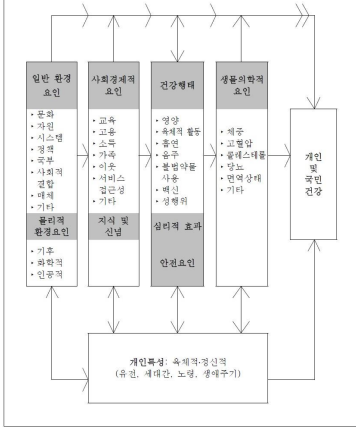 일반 환경
요인
‣ 문화
‣ 자원
‣ 시스템
‣ 정책
‣ 국부
‣ 사회적
결합
‣ 매체
‣ 기타
물리적
환경요인
‣ 기후
‣ 화학적
‣ 인공적
사회경제적
요인
‣ 교육
‣ 고용
‣ 소득
‣ 가족
‣ 이웃
‣ 서비스
접근성
‣ 기타
지식 및
신념
건강행태
‣ 영양
‣ 육체적 활동
‣ 흡연
‣ 음주
‣ 불법약물
사용
‣ 백신
‣ 성행위
심리적 효과
안전요인
생물의학적
요인
‣ 체중
‣ 고혈압
‣ 콜레스테롤
‣ 당뇨
‣ 면역상태
‣ 기타
개인
및
국민
건강
개인특성: 육체적·정신적
(유전, 세대간, 노령, 생애주기)